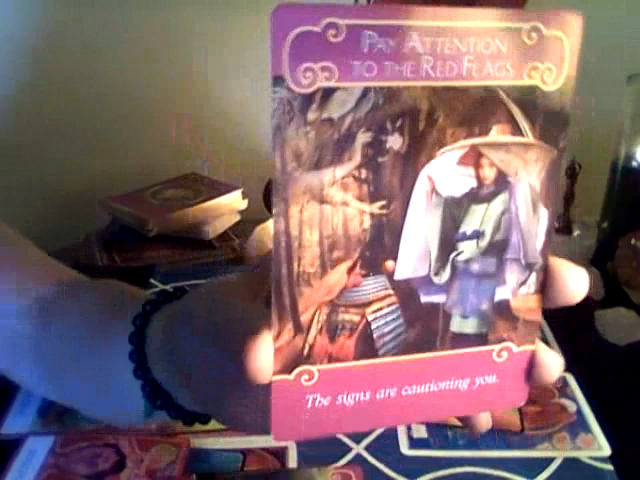 PAY ATTENTION
TO THE RED FLAGS
The signs are cautioning you.